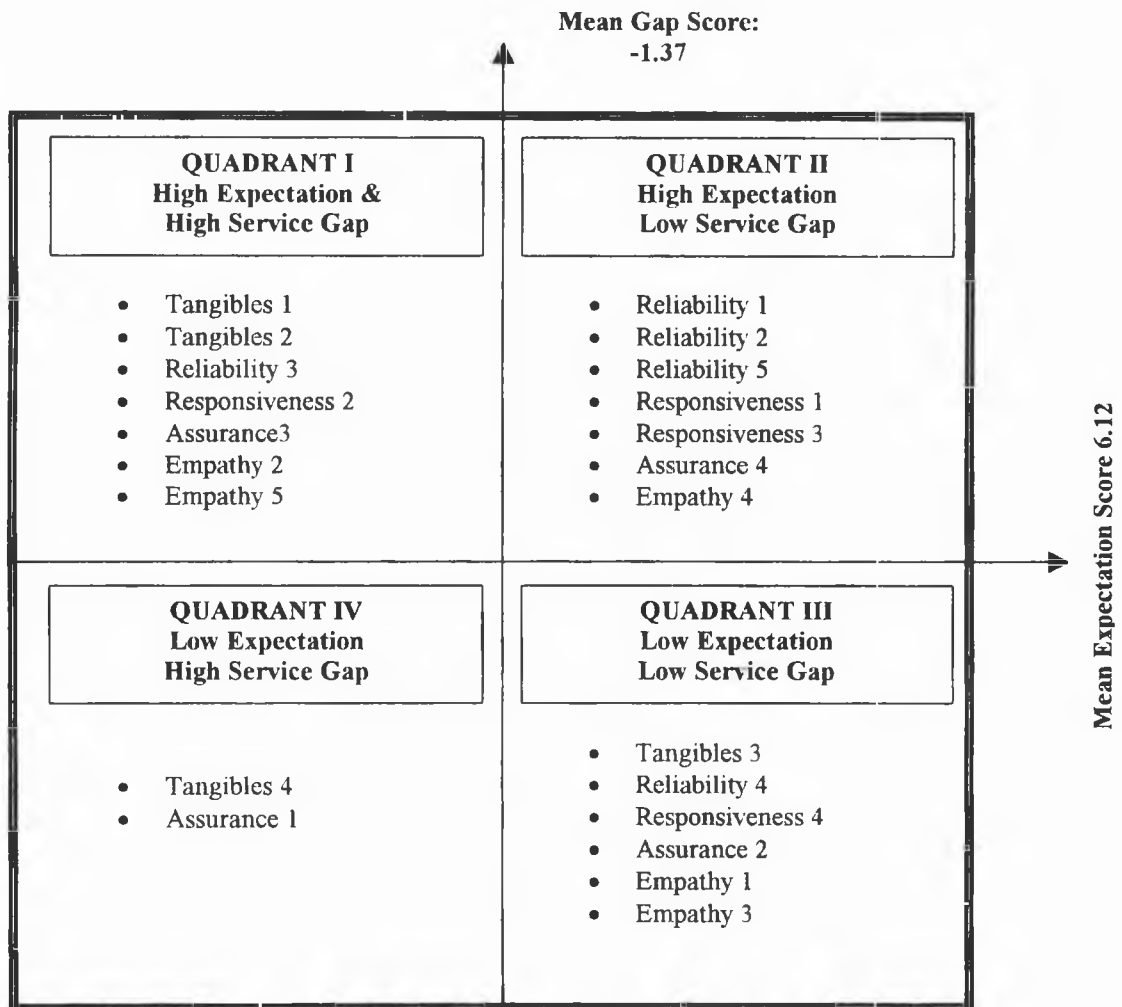 Mean Gap Score:
-1.37
QUADRANT I
High Expectation &
High Service Gap
• Tangibles 1
• Tangibles 2
• Reliability 3
• Responsiveness 2
• Assurance3
• Empathy 2
• Empathy 5
QUADRANT II
High Expectation
Low Service Gap
• Reliability 1
• Reliability 2
• Reliability 5
• Responsiveness 1
• Responsiveness 3
• Assurance 4
• Empathy 4
Mean Expectation Score 6.12
QUADRANT IV
Low Expectation
High Service Gap
• Tangibles 4
• Assurance 1
QUADRANT III
Low Expectation
Low Service Gap
• Tangibles 3
• Reliability 4
• Responsiveness 4
• Assurance 2
• Empathy 1
• Empathy 3